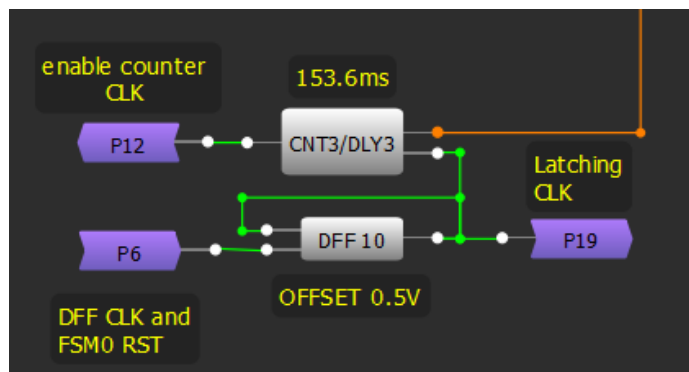 enable counter
CLK
153.6ms
P12
CNT3/DLY3
Latching
CLK
P6
DFF 10
P19
OFFSET 0.5V
DFF CLK and
FSM0 RST